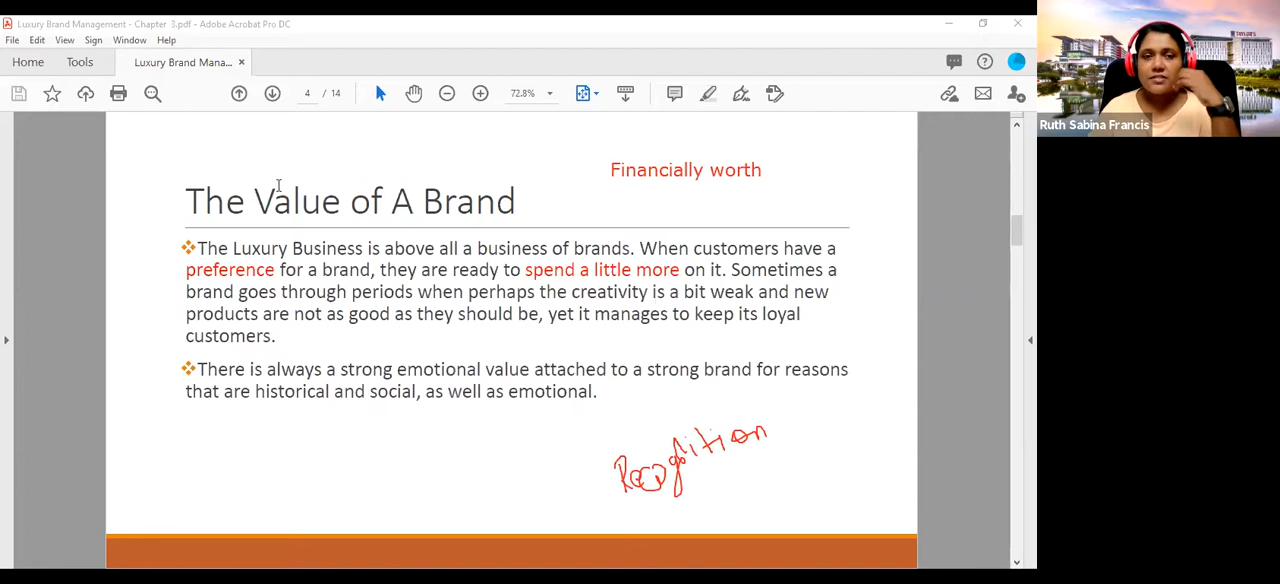 Luxury Brand Management - Chapter 3.pdf - Adobe Acrobat Pro DC
File Edit View Sign Window Help
Home Tools Luxury Brand Mana... ×
4 / 14 72.8%
Ruth Sabina Francis
Financially worth
The Value of A Brand
The Luxury Business is above all a business of brands. When customers have a
preference for a brand, they are ready to spend a little more on it. Sometimes a
brand goes through periods when perhaps the creativity is a bit weak and new
products are not as good as they should be, yet it manages to keep its loyal
customers.
There is always a strong emotional value attached to a strong brand for reasons
that are historical and social, as well as emotional.
Recognition